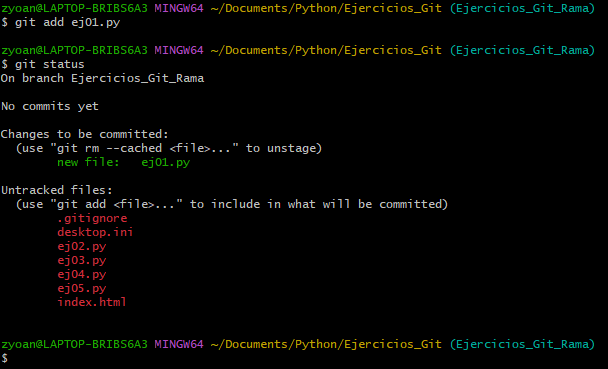 zyoan@LAPTOP-BRIBS6A3 MINGW64 ~/Documents/Python/Ejercicios_Git (Ejercicios_Git_Rama)
$ git add ej01.py
zyoan@LAPTOP-BRIBS6A3 MINGW64 ~/Documents/Python/Ejercicios_Git (Ejercicios_Git_Rama)
$ git status
On branch Ejercicios_Git_Rama
No commits yet
Changes to be committed:
(use "git rm --cached <file>..." to unstage)
new file:   ej01.py
Untracked files:
(use "git add <file>..." to include in what will be committed)
.gitignore
desktop.ini
ej02.py
ej03.py
ej04.py
ej05.py
index.html
zyoan@LAPTOP-BRIBS6A3 MINGW64 ~/Documents/Python/Ejercicios_Git (Ejercicios_Git_Rama)
$